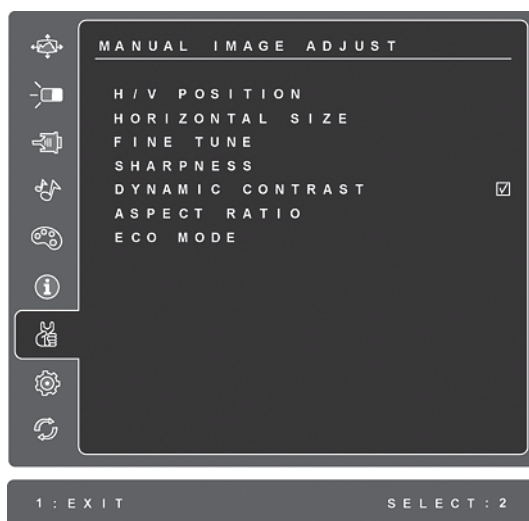 MANUAL IMAGE ADJUST
H/V POSITION
HORIZONTAL SIZE
FINE TUNE
SHARPNESS
DYNAMIC CONTRAST
ASPECT RATIO
ECO MODE
1:EXIT SELECT:2